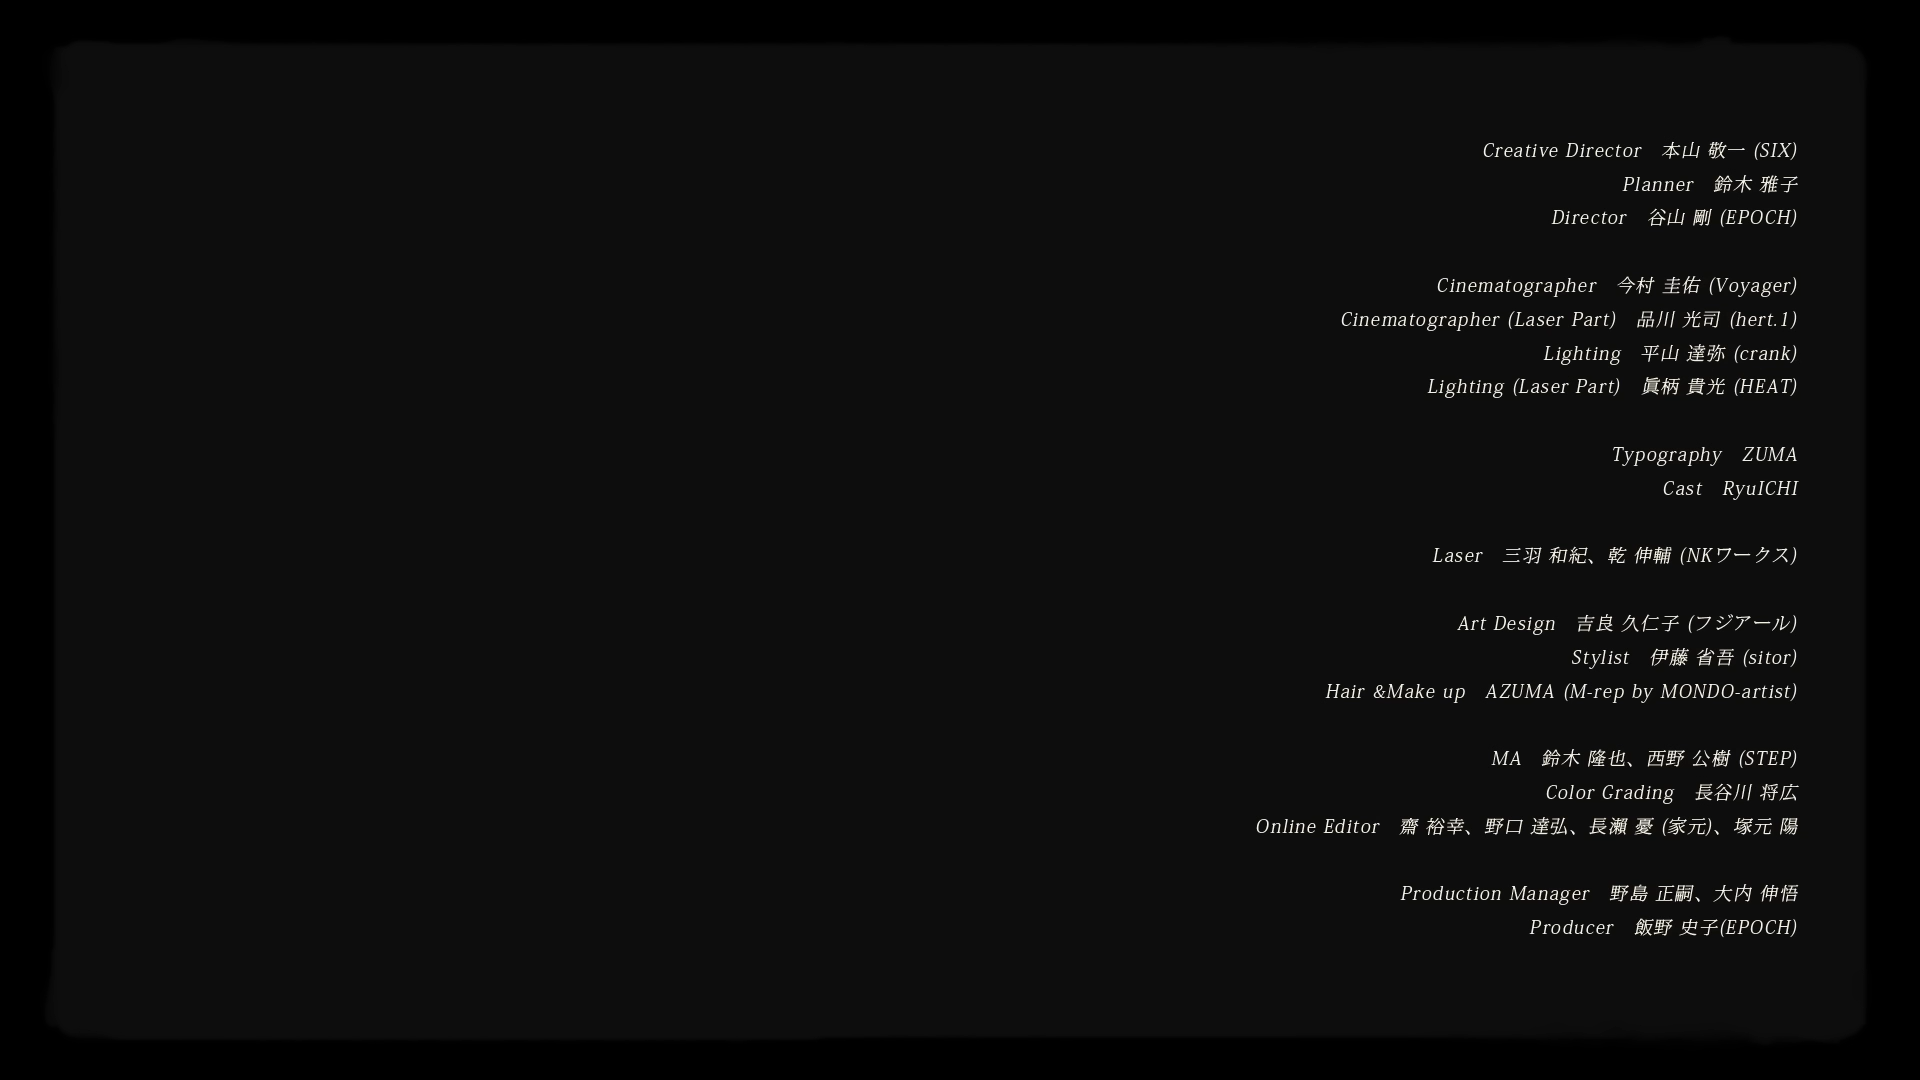 Creative Director　本山 敬一 (SIX)
Planner　鈴木 雅子
Director　谷山 剛 (EPOCH)
Cinematographer　今村 圭佑 (Voyager)
Cinematographer (Laser Part)　品川 光司 (hert.1)
Lighting　平山 達弥 (crank)
Lighting (Laser Part)　眞柄 貴光 (HEAT)
Typography　ZUMA
Cast　RyuICHI
Laser　三羽 和紀、乾 伸輔 (NKワークス)
Art Design　吉良 久仁子 (フジアール)
Stylist　伊藤 省吾 (sitor)
Hair &Make up　AZUMA (M-rep by MONDO-artist)
MA　鈴木 隆也、西野 公樹 (STEP)
Color Grading　長谷川 将広
Online Editor　齋 裕幸、野口 達弘、長瀬 憂 (家元)、塚元 陽
Production Manager　野島 正嗣、大内 伸悟
Producer　飯野 史子(EPOCH)